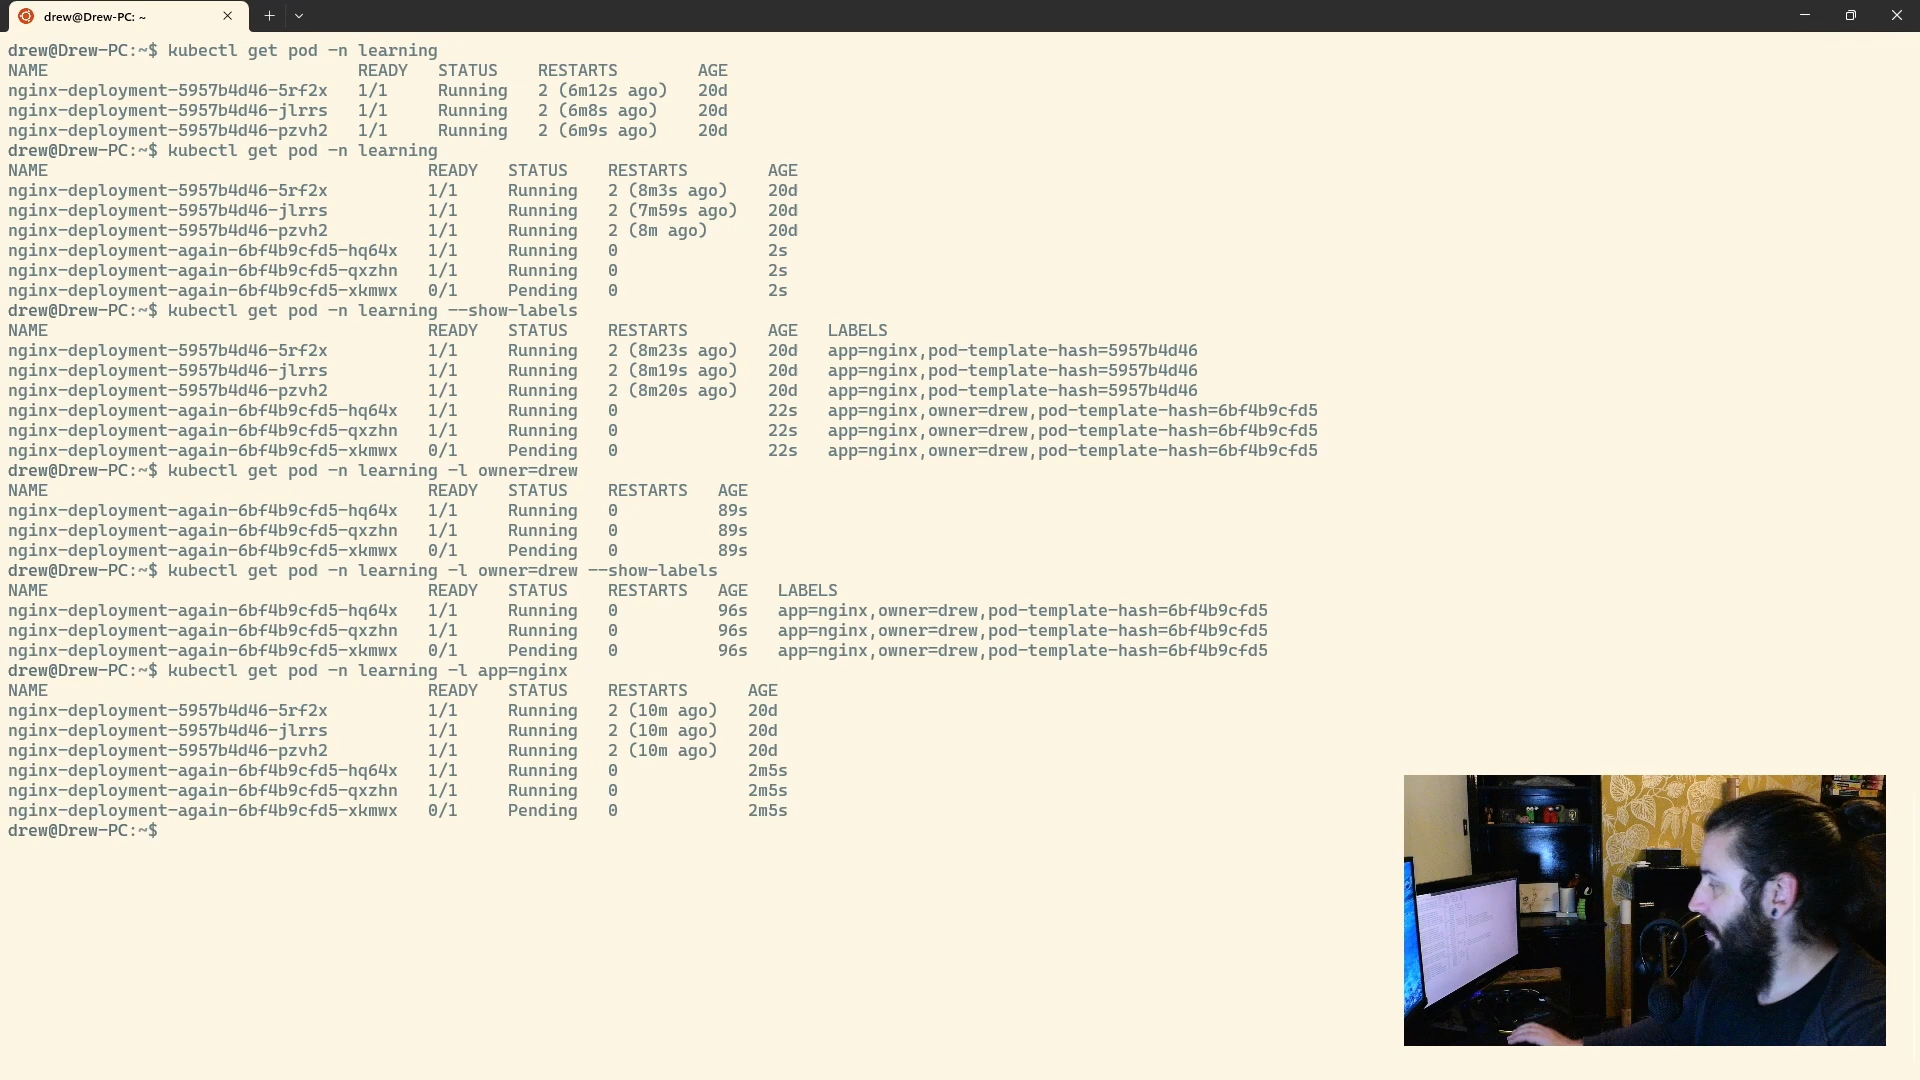 drew@Drew-PC: ~
drew@Drew-PC:~$ kubectl get pod -n learning
NAME READY STATUS RESTARTS AGE
nginx-deployment-5957b4d46-5rf2x 1/1 Running 2 (6m12s ago) 20d
nginx-deployment-5957b4d46-jlrrs 1/1 Running 2 (6m8s ago) 20d
nginx-deployment-5957b4d46-pzvh2 1/1 Running 2 (6m9s ago) 20d
drew@Drew-PC:~$ kubectl get pod -n learning
NAME READY STATUS RESTARTS AGE
nginx-deployment-5957b4d46-5rf2x 1/1 Running 2 (8m3s ago) 20d
nginx-deployment-5957b4d46-jlrrs 1/1 Running 2 (7m59s ago) 20d
nginx-deployment-5957b4d46-pzvh2 1/1 Running 2 (8m ago) 20d
nginx-deployment-again-6bf4b9cfd5-hq64x 1/1 Running 0 2s
nginx-deployment-again-6bf4b9cfd5-qxzhn 1/1 Running 0 2s
nginx-deployment-again-6bf4b9cfd5-xkmwx 0/1 Pending 0 2s
drew@Drew-PC:~$ kubectl get pod -n learning --show-labels
NAME READY STATUS RESTARTS AGE LABELS
nginx-deployment-5957b4d46-5rf2x 1/1 Running 2 (8m23s ago) 20d app=nginx,pod-template-hash=5957b4d46
nginx-deployment-5957b4d46-jlrrs 1/1 Running 2 (8m19s ago) 20d app=nginx,pod-template-hash=5957b4d46
nginx-deployment-5957b4d46-pzvh2 1/1 Running 2 (8m20s ago) 20d app=nginx,pod-template-hash=5957b4d46
nginx-deployment-again-6bf4b9cfd5-hq64x 1/1 Running 0 22s app=nginx,owner=drew,pod-template-hash=6bf4b9cfd5
nginx-deployment-again-6bf4b9cfd5-qxzhn 1/1 Running 0 22s app=nginx,owner=drew,pod-template-hash=6bf4b9cfd5
nginx-deployment-again-6bf4b9cfd5-xkmwx 0/1 Pending 0 22s app=nginx,owner=drew,pod-template-hash=6bf4b9cfd5
drew@Drew-PC:~$ kubectl get pod -n learning -l owner=drew
NAME READY STATUS RESTARTS AGE
nginx-deployment-again-6bf4b9cfd5-hq64x 1/1 Running 0 89s
nginx-deployment-again-6bf4b9cfd5-qxzhn 1/1 Running 0 89s
nginx-deployment-again-6bf4b9cfd5-xkmwx 0/1 Pending 0 89s
drew@Drew-PC:~$ kubectl get pod -n learning -l owner=drew --show-labels
NAME READY STATUS RESTARTS AGE LABELS
nginx-deployment-again-6bf4b9cfd5-hq64x 1/1 Running 0 96s app=nginx,owner=drew,pod-template-hash=6bf4b9cfd5
nginx-deployment-again-6bf4b9cfd5-qxzhn 1/1 Running 0 96s app=nginx,owner=drew,pod-template-hash=6bf4b9cfd5
nginx-deployment-again-6bf4b9cfd5-xkmwx 0/1 Pending 0 96s app=nginx,owner=drew,pod-template-hash=6bf4b9cfd5
drew@Drew-PC:~$ kubectl get pod -n learning -l app=nginx
NAME READY STATUS RESTARTS AGE
nginx-deployment-5957b4d46-5rf2x 1/1 Running 2 (10m ago) 20d
nginx-deployment-5957b4d46-jlrrs 1/1 Running 2 (10m ago) 20d
nginx-deployment-5957b4d46-pzvh2 1/1 Running 2 (10m ago) 20d
nginx-deployment-again-6bf4b9cfd5-hq64x 1/1 Running 0 2m5s
nginx-deployment-again-6bf4b9cfd5-qxzhn 1/1 Running 0 2m5s
nginx-deployment-again-6bf4b9cfd5-xkmwx 0/1 Pending 0 2m5s
drew@Drew-PC:~$